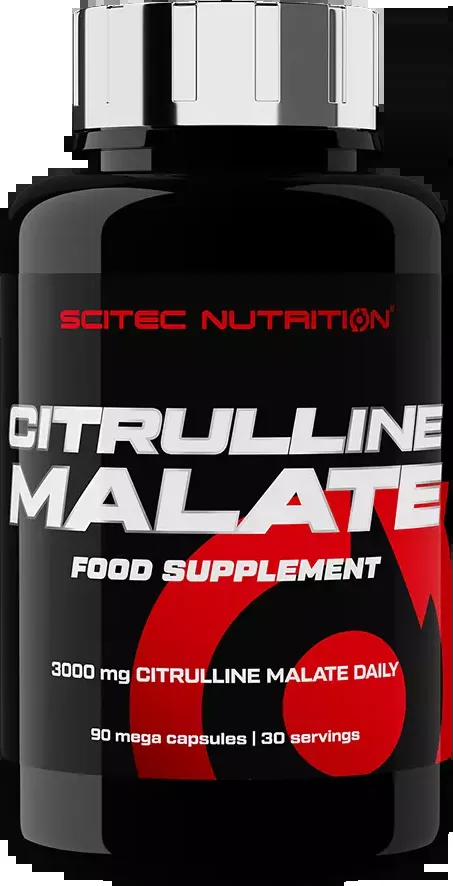 SCITEC NUTRITION®
CITRULLINE
MALATE
FOOD SUPPLEMENT
3000 mg CITRULLINE MALATE DAILY
90 mega capsules | 30 servings